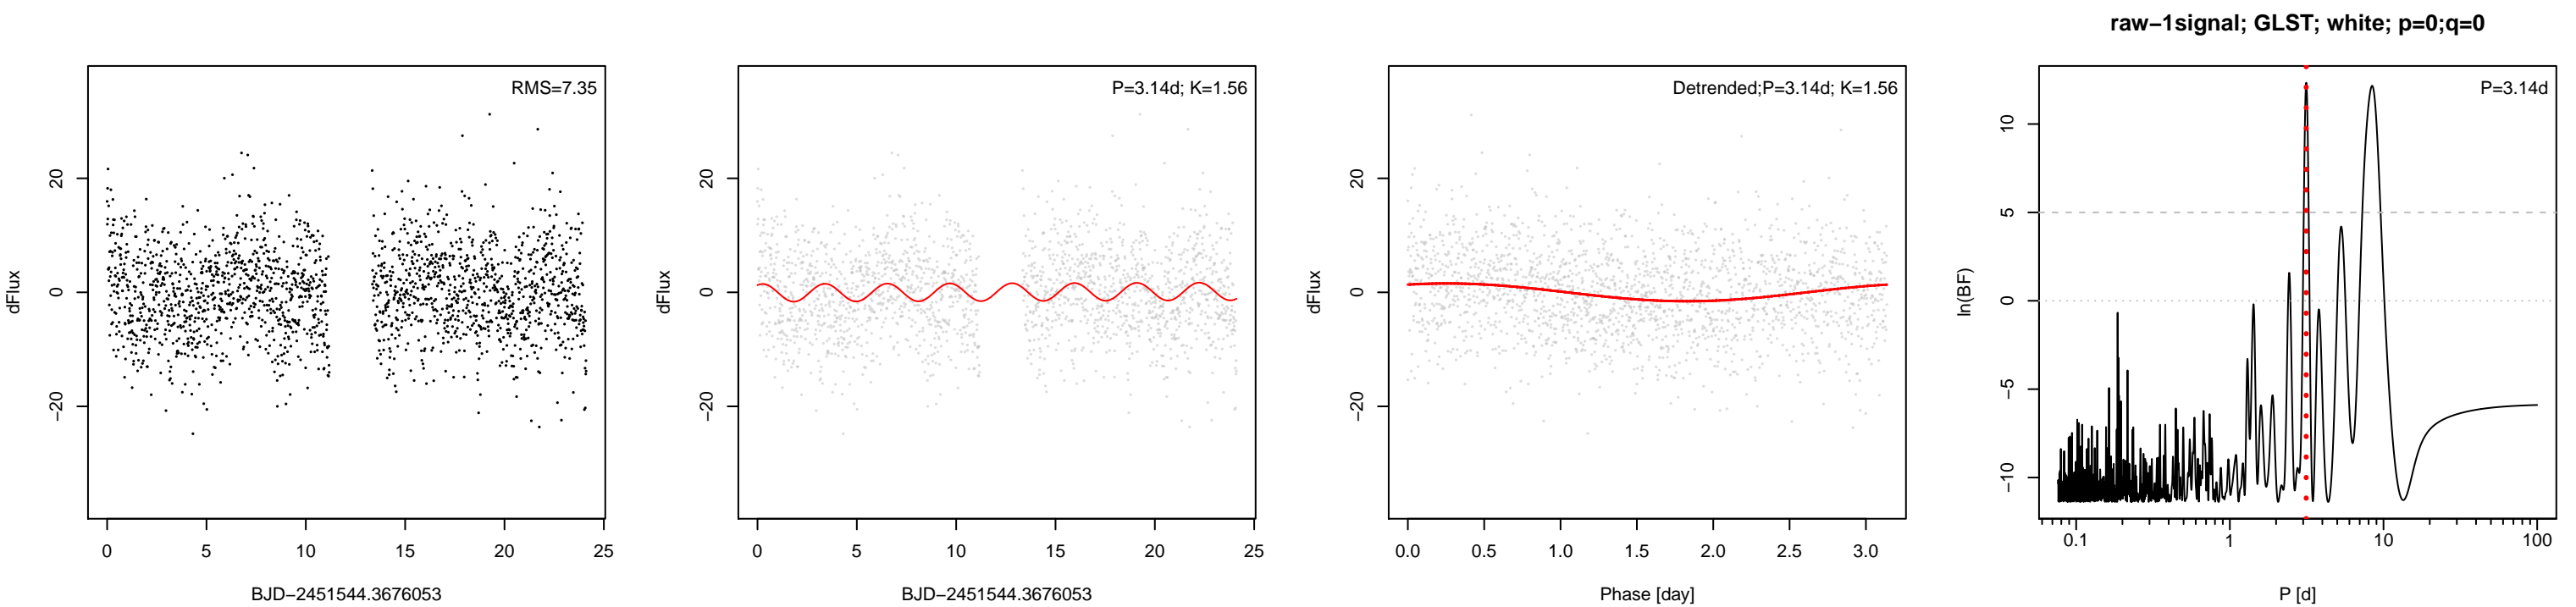 raw−1signal; GLST; white; p=0;q=0
RMS=7.35
dFlux
20
0
−20
0 5 10 15 20 25
BJD−2451544.3676053
P=3.14d; K=1.56
dFlux
20
0
−20
0 5 10 15 20 25
BJD−2451544.3676053
Detrended;P=3.14d; K=1.56
dFlux
20
0
−20
0.0 0.5 1.0 1.5 2.0 2.5 3.0
Phase [day]
P=3.14d
ln(BF)
10
5
0
−5
−10
0.1 1 10 100
P [d]